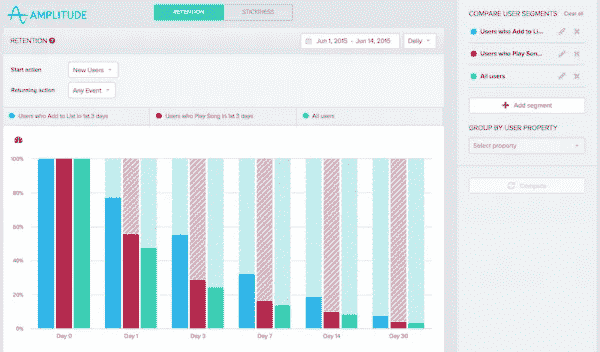 AMPLITUDE
RETENTION
STICKINESS
COMPARE USER SEGMENTS
Clear all
RETENTION
Jun 1, 2015 - Jun 14, 2015
Daily
Users who Add to Li...
Start action
New Users
Users who Play Son...
Returning action
Any Event
All users
Users who Add to List in 1st 3 days
Users who Play Song in 1st 3 days
All users
Add segment
GROUP BY USER PROPERTY
Select property
100%
80%
60%
40%
20%
0%
Day 0
Day 1
Day 3
Day 7
Day 14
Day 30